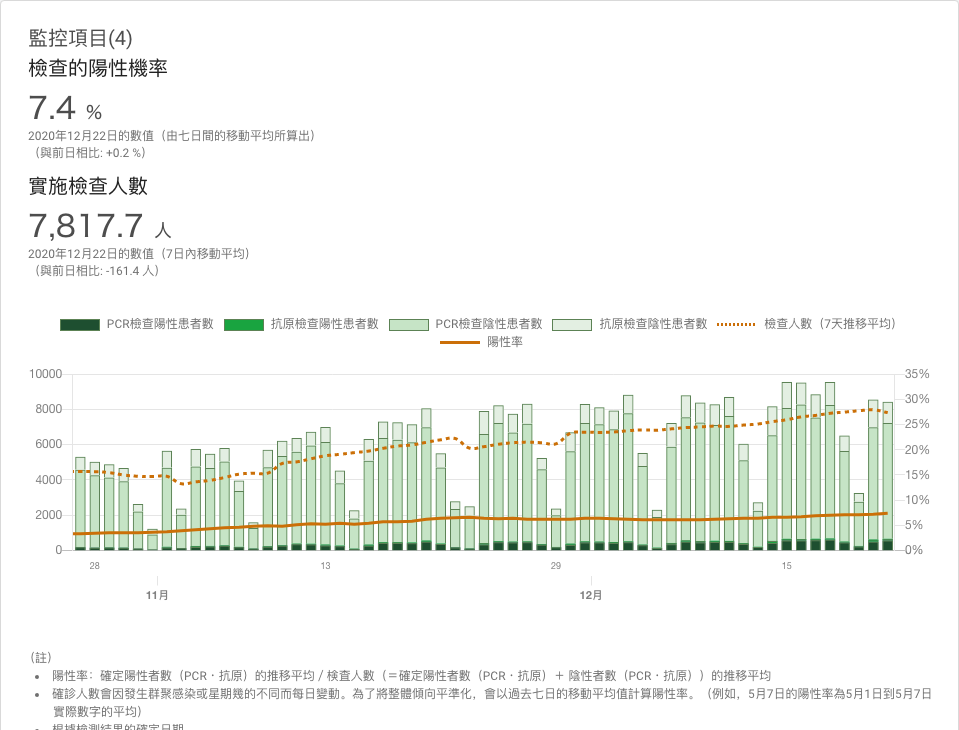 監控項目(4)
檢查的陽性機率
7.4 %
2020年12月22日的數值（由七日間的移動平均所算出）
（與前日相比: +0.2 %）
實施檢查人數
7,817.7 人
2020年12月22日的數值（7日內移動平均）
（與前日相比: -161.4 人）
PCR檢查陽性患者數 抗原檢查陽性患者數 PCR檢查陰性患者數 抗原檢查陰性患者數 檢查人數（7天推移平均）
陽性率
10000 35%
8000 30%
25%
6000 20%
4000 15%
10%
2000 5%
0 0%
28 13 29 15
11月 12月
（註）
• 陽性率：確定陽性者數（PCR・抗原）的推移平均 / 検査人數（＝確定陽性者數（PCR・抗原）＋ 陰性者數（PCR・抗原））的推移平均
• 確診人數會因發生群聚感染或星期幾的不同而每日變動。為了將整體傾向平準化，會以過去七日的移動平均值計算陽性率。（例如，5月7日的陽性率為5月1日到5月7日
實際數字的平均）
• 根據檢測結果的確定日期